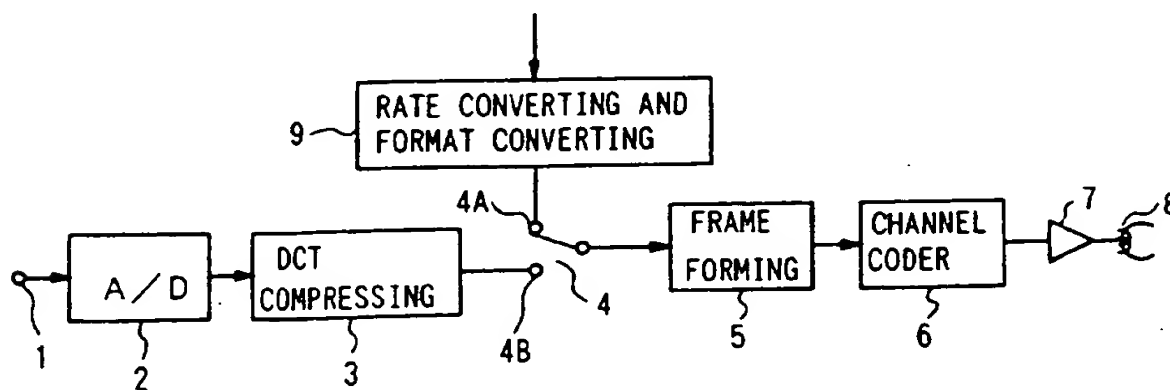 RATE CONVERTING AND
FORMAT CONVERTING
9
4A
7
8
FRAME
FORMING
CHANNEL
CODER
A/D
DCT
COMPRESSING
4
1
2
3
4B
5
6